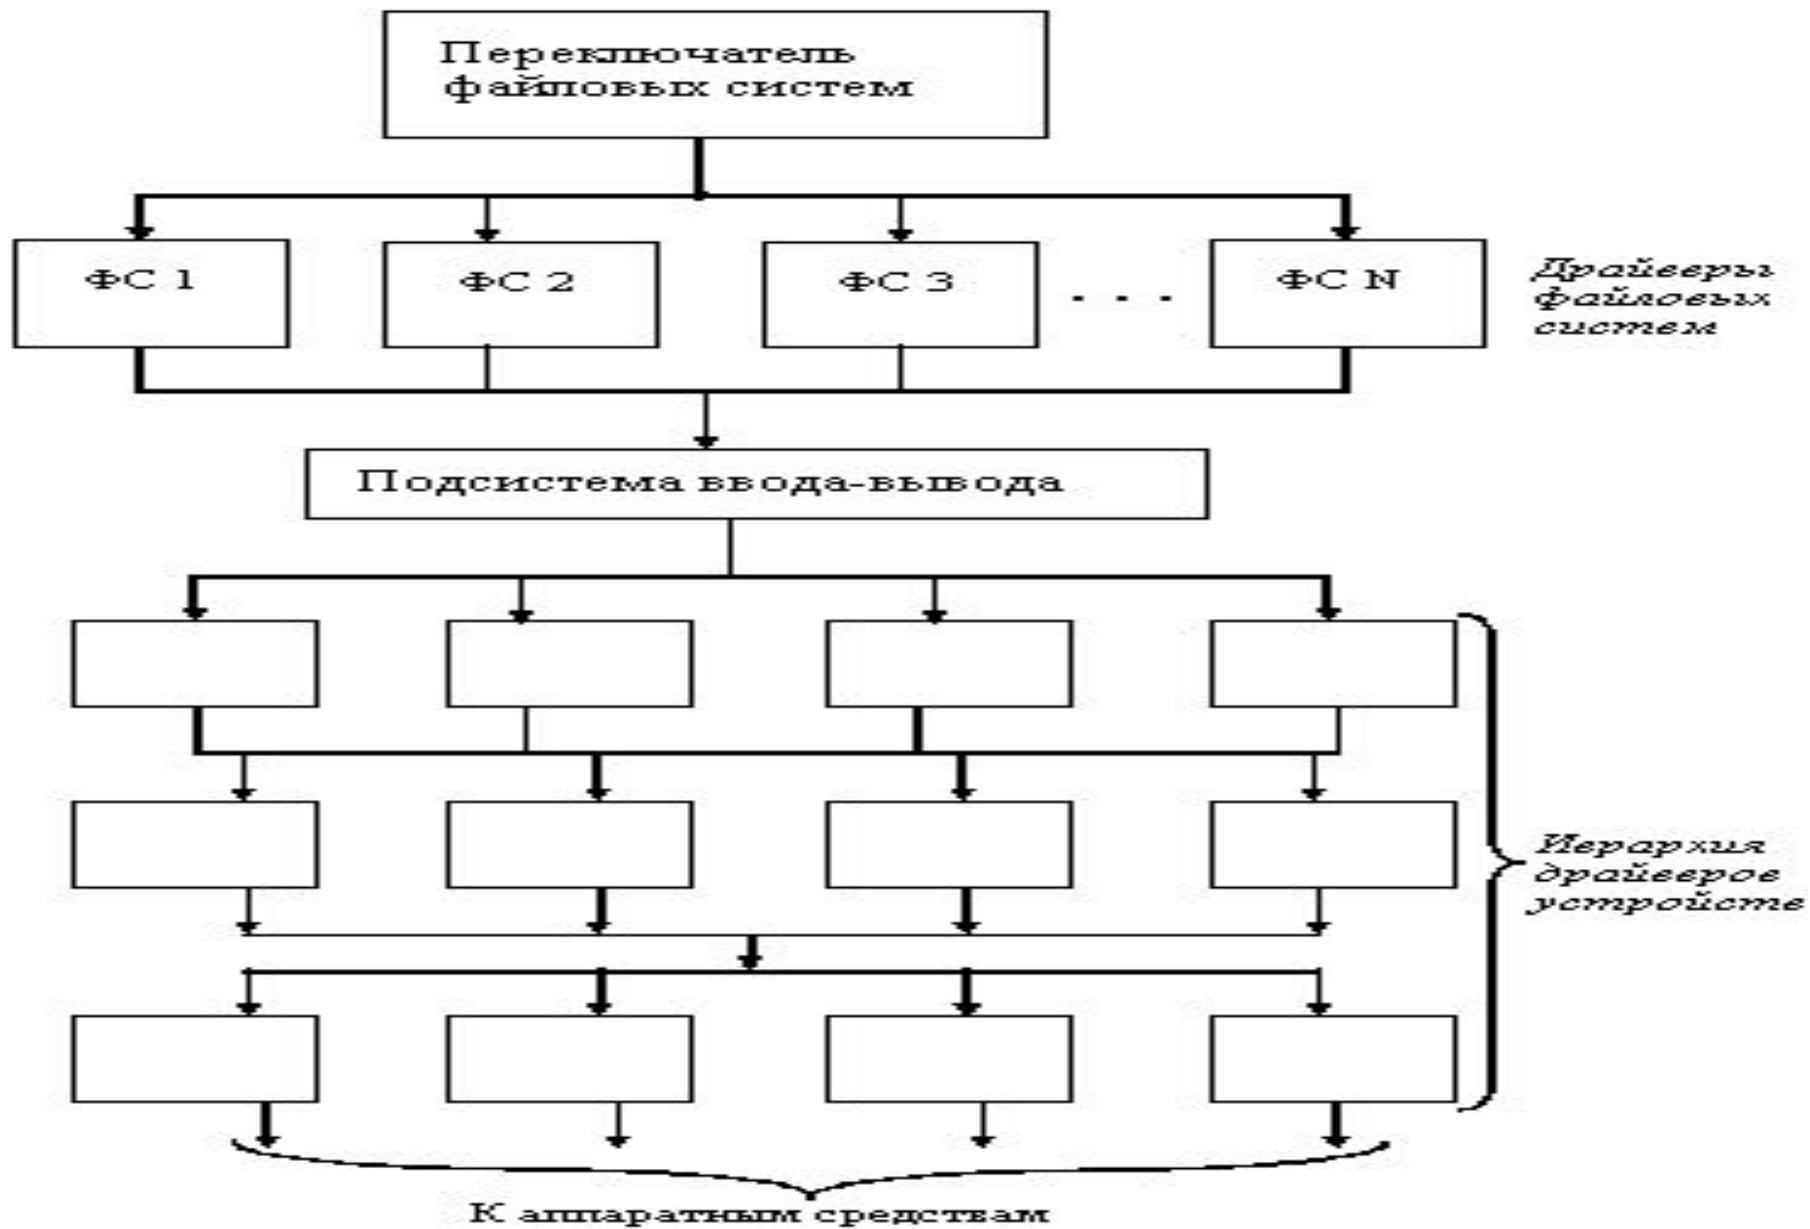 Переключатель
файловых систем
ФС 1
ФС 2
ФС 3
. . .
ФС N
Драйверы
файловых
систем
Подсистема ввода-вывода
Иерархия
драйверов
устройств
К аппаратным средствам